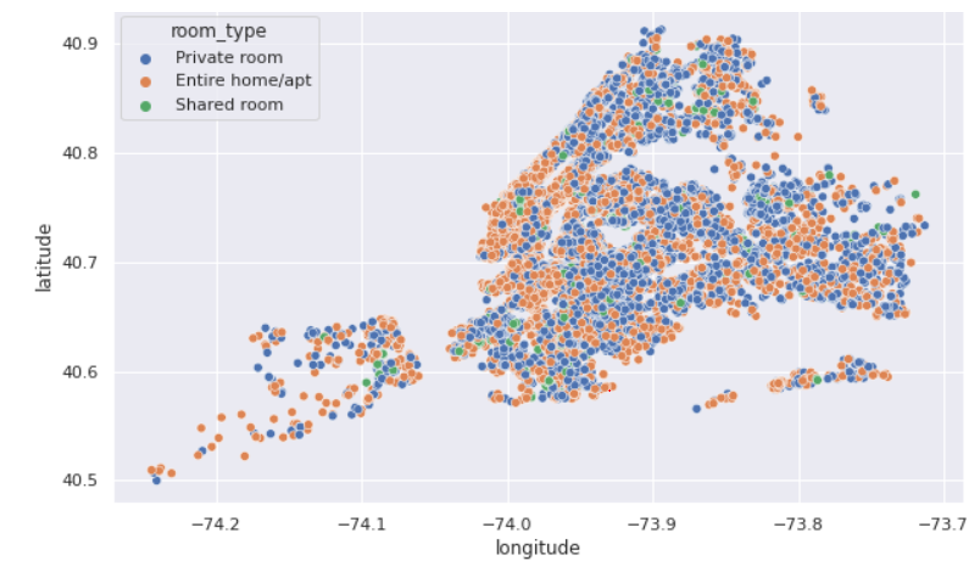 room_type
Private room
Entire home/apt
Shared room
40.9
40.8
40.7
40.6
40.5
latitude
−74.2
−74.1
−74.0
−73.9
−73.8
−73.7
longitude